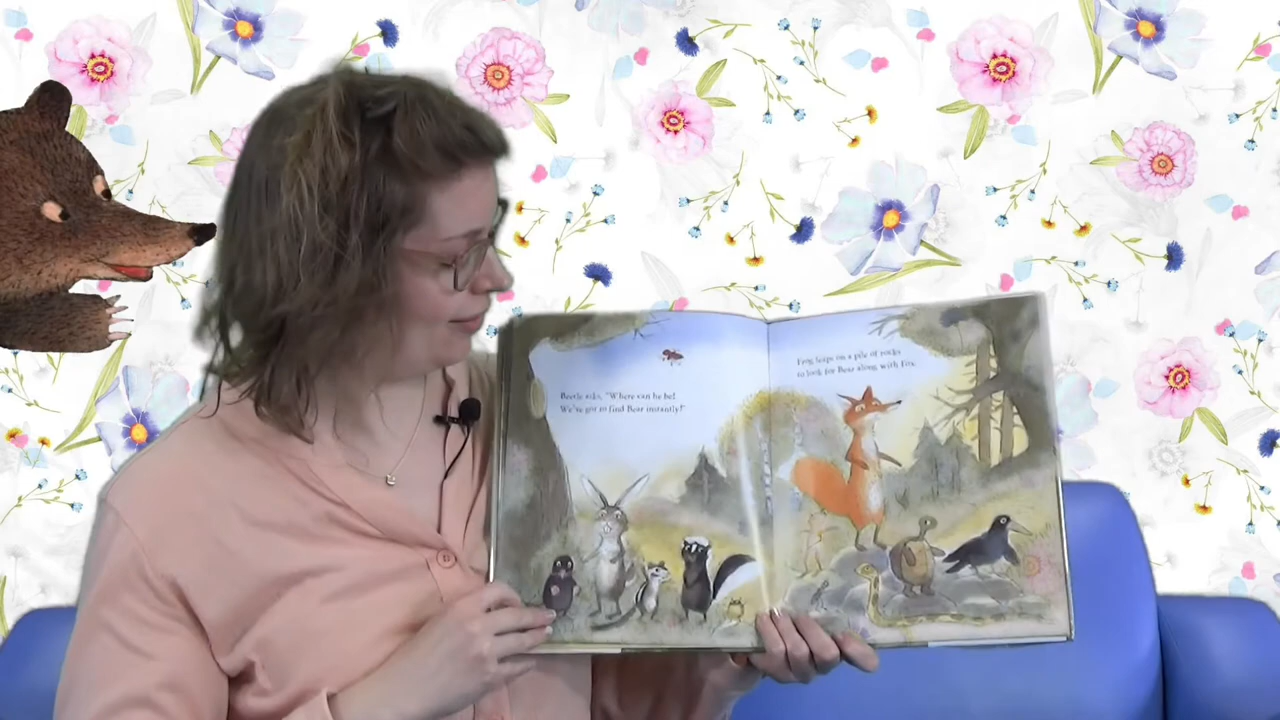 Beetle asks, "Where can he be?
We've got to find Bear instantly!"
Frog leaps on a pile of rocks
to look for Bear along with Fox.